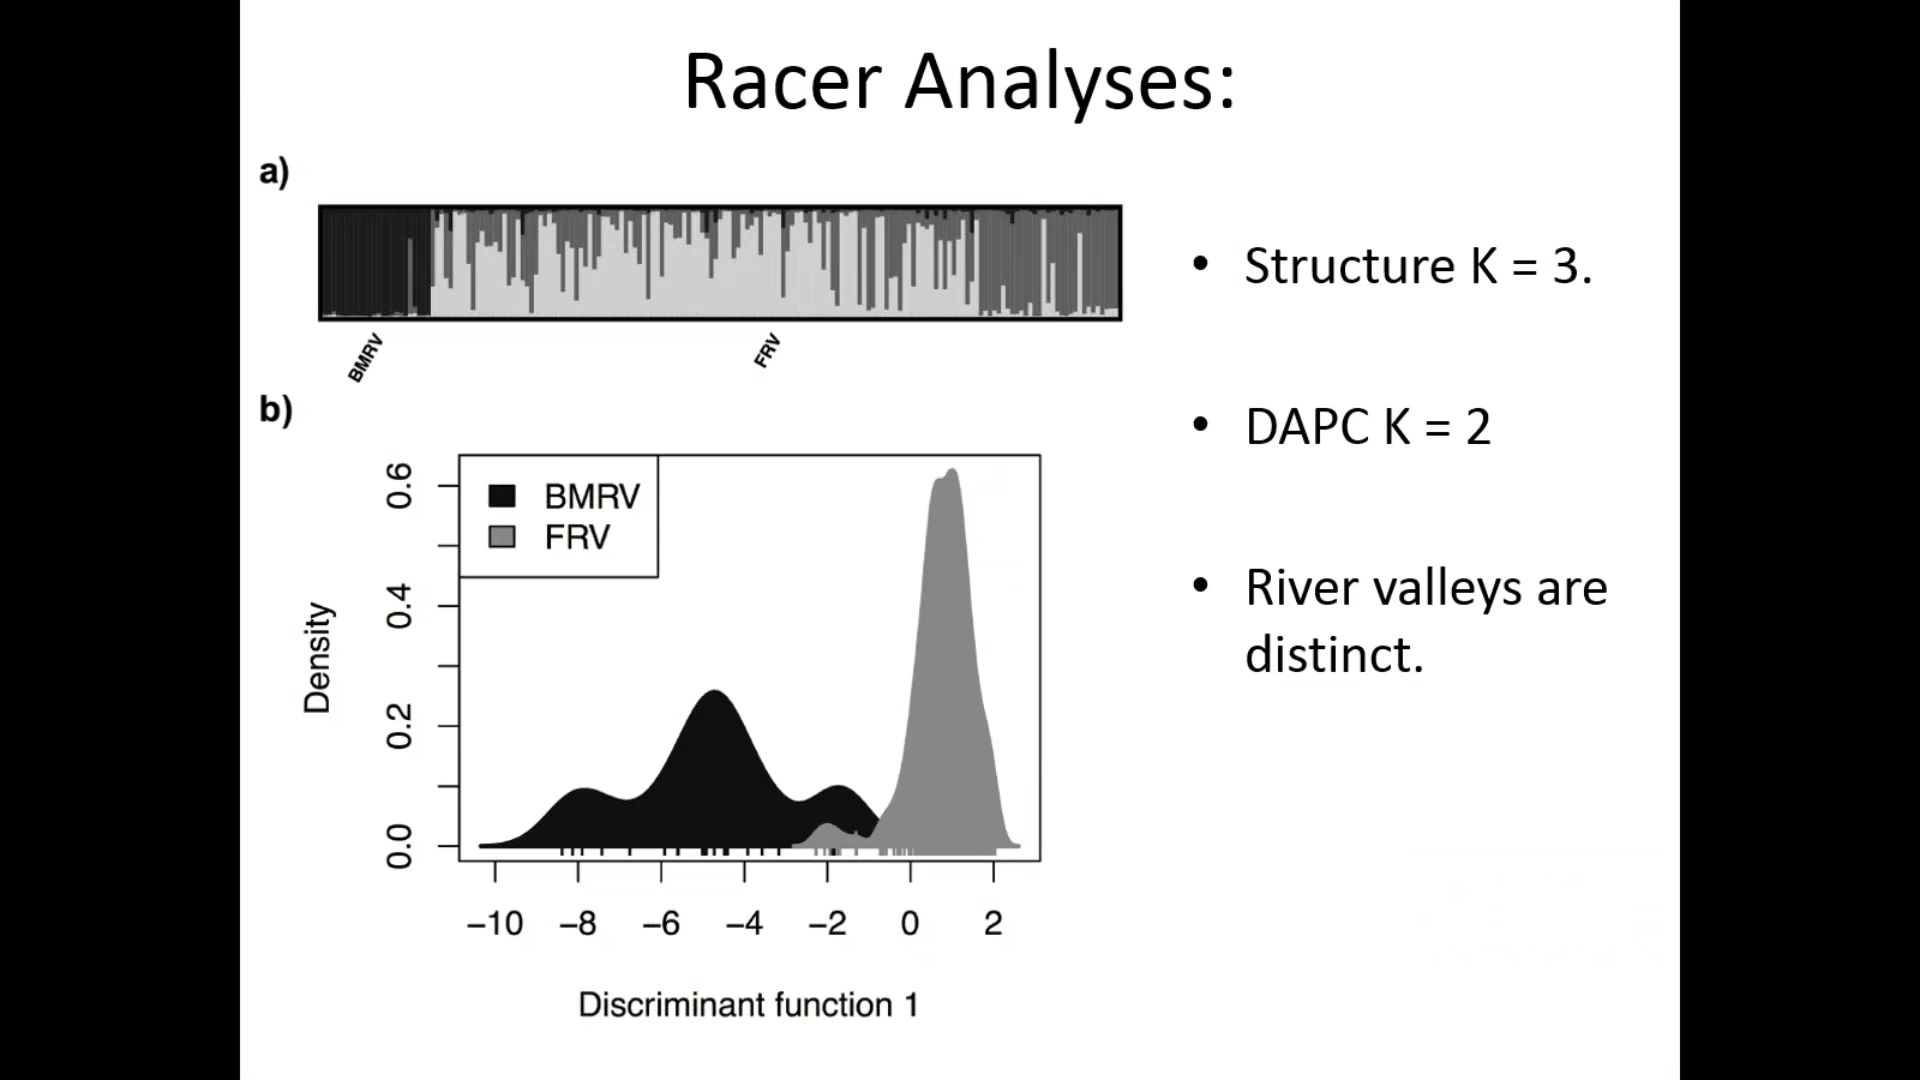 Racer Analyses:
a)
BMRV
FRV
b)
BMRV
FRV
Density
0.6
0.4
0.2
0.0
−10 −8 −6 −4 −2 0 2
Discriminant function 1
• Structure K = 3.
• DAPC K = 2
• River valleys are
distinct.